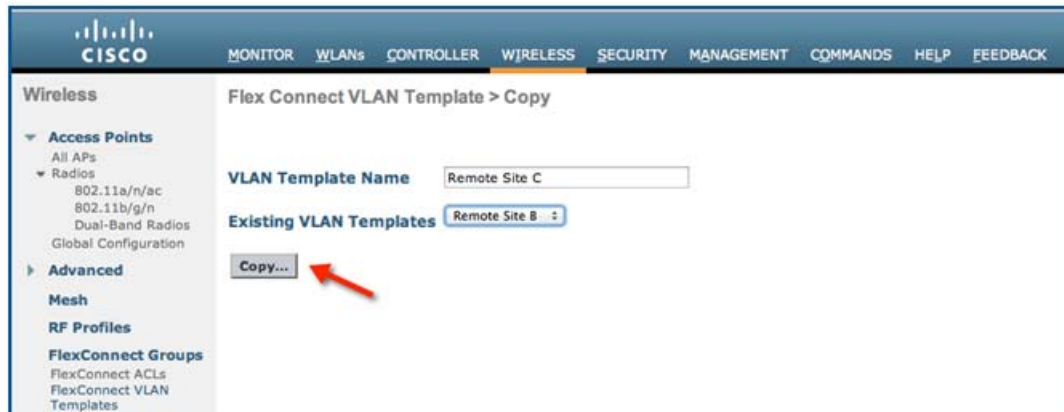 CISCO
MONITOR WLANs CONTROLLER WIRELESS SECURITY MANAGEMENT COMMANDS HELP FEEDBACK
Wireless
Access Points
All APs
Radios
802.11a/n/ac
802.11b/g/n
Dual-Band Radios
Global Configuration
Advanced
Mesh
RF Profiles
FlexConnect Groups
FlexConnect ACLs
FlexConnect VLAN
Templates
Flex Connect VLAN Template > Copy
VLAN Template Name Remote Site C
Existing VLAN Templates Remote Site B
Copy...